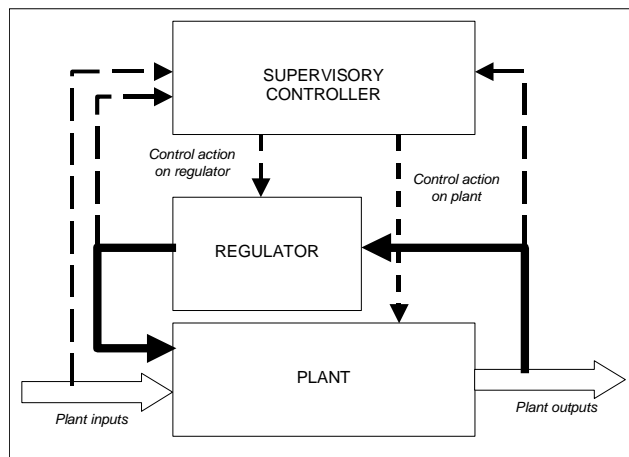 SUPERVISORY
CONTROLLER
Control action
on regulator
Control action
on plant
REGULATOR
PLANT
Plant inputs
Plant outputs